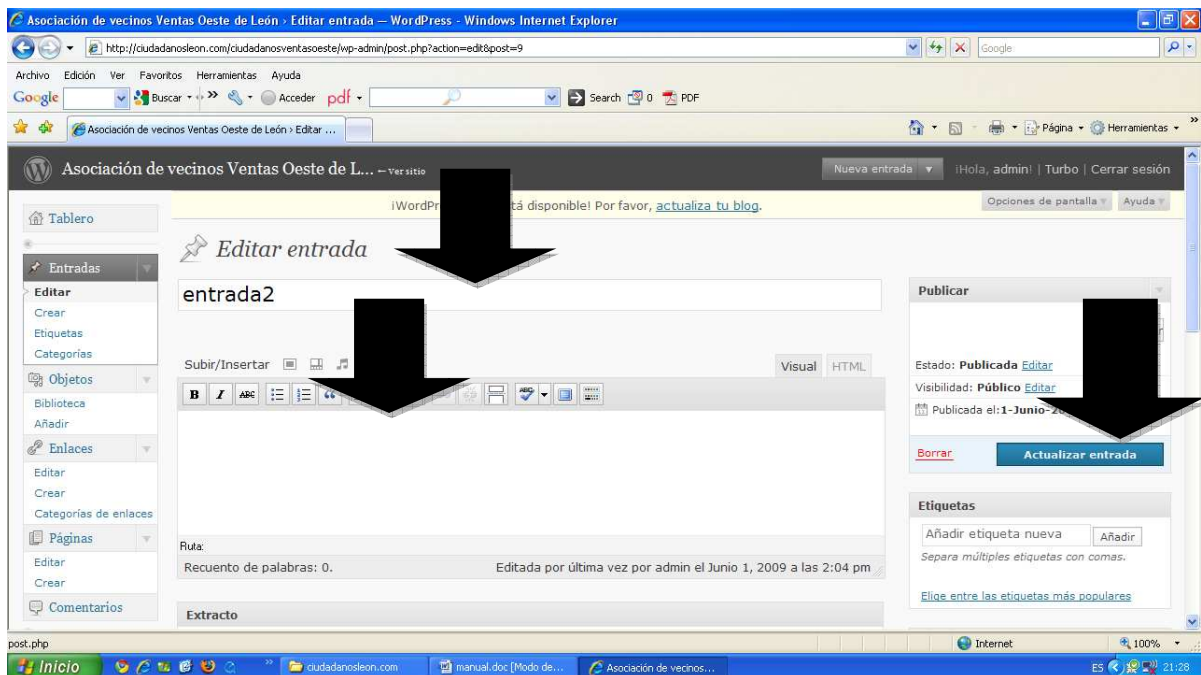 Asociación de vecinos Ventas Oeste de León › Editar entrada — WordPress - Windows Internet Explorer
http://ciudadanosleon.com/ciudadanosventasoeste/wp-admin/post.php?action=edit&post=9
Google
Archivo Edición Ver Favoritos Herramientas Ayuda
Google Buscar Acceder pdf Search 0 PDF
Asociación de vecinos Ventas Oeste de León › Editar ... Página Herramientas
Asociación de vecinos Ventas Oeste de L... ← Ver sitio Nueva entrada ¡Hola, admin! | Turbo | Cerrar sesión
disponible! Por favor, actualiza tu blog. Opciones de pantalla Ayuda
Tablero
Editar entrada
Entradas
Editar
Crear
Etiquetas
Categorías
Objetos
Biblioteca
Añadir
Enlaces
Editar
Crear
Categorías de enlaces
Páginas
Editar
Crear
Comentarios
entrada2
Subir/Insertar Visual HTML
B I ABC ABC
Ruta:
Recuento de palabras: 0. Editada por última vez por admin el Junio 1, 2009 a las 2:04 pm
Extracto
Publicar
Estado: Publicada Editar
Visibilidad: Público Editar
Publicada el:1-Junio-
Borrar Actualizar entrada
Etiquetas
Añadir etiqueta nueva Añadir
Separa múltiples etiquetas con comas.
Elige entre las etiquetas más populares
post.php Internet 100%
Inicio ciudadanosleon.com manual.doc [Modo de... Asociación de vecinos... ES 21:28